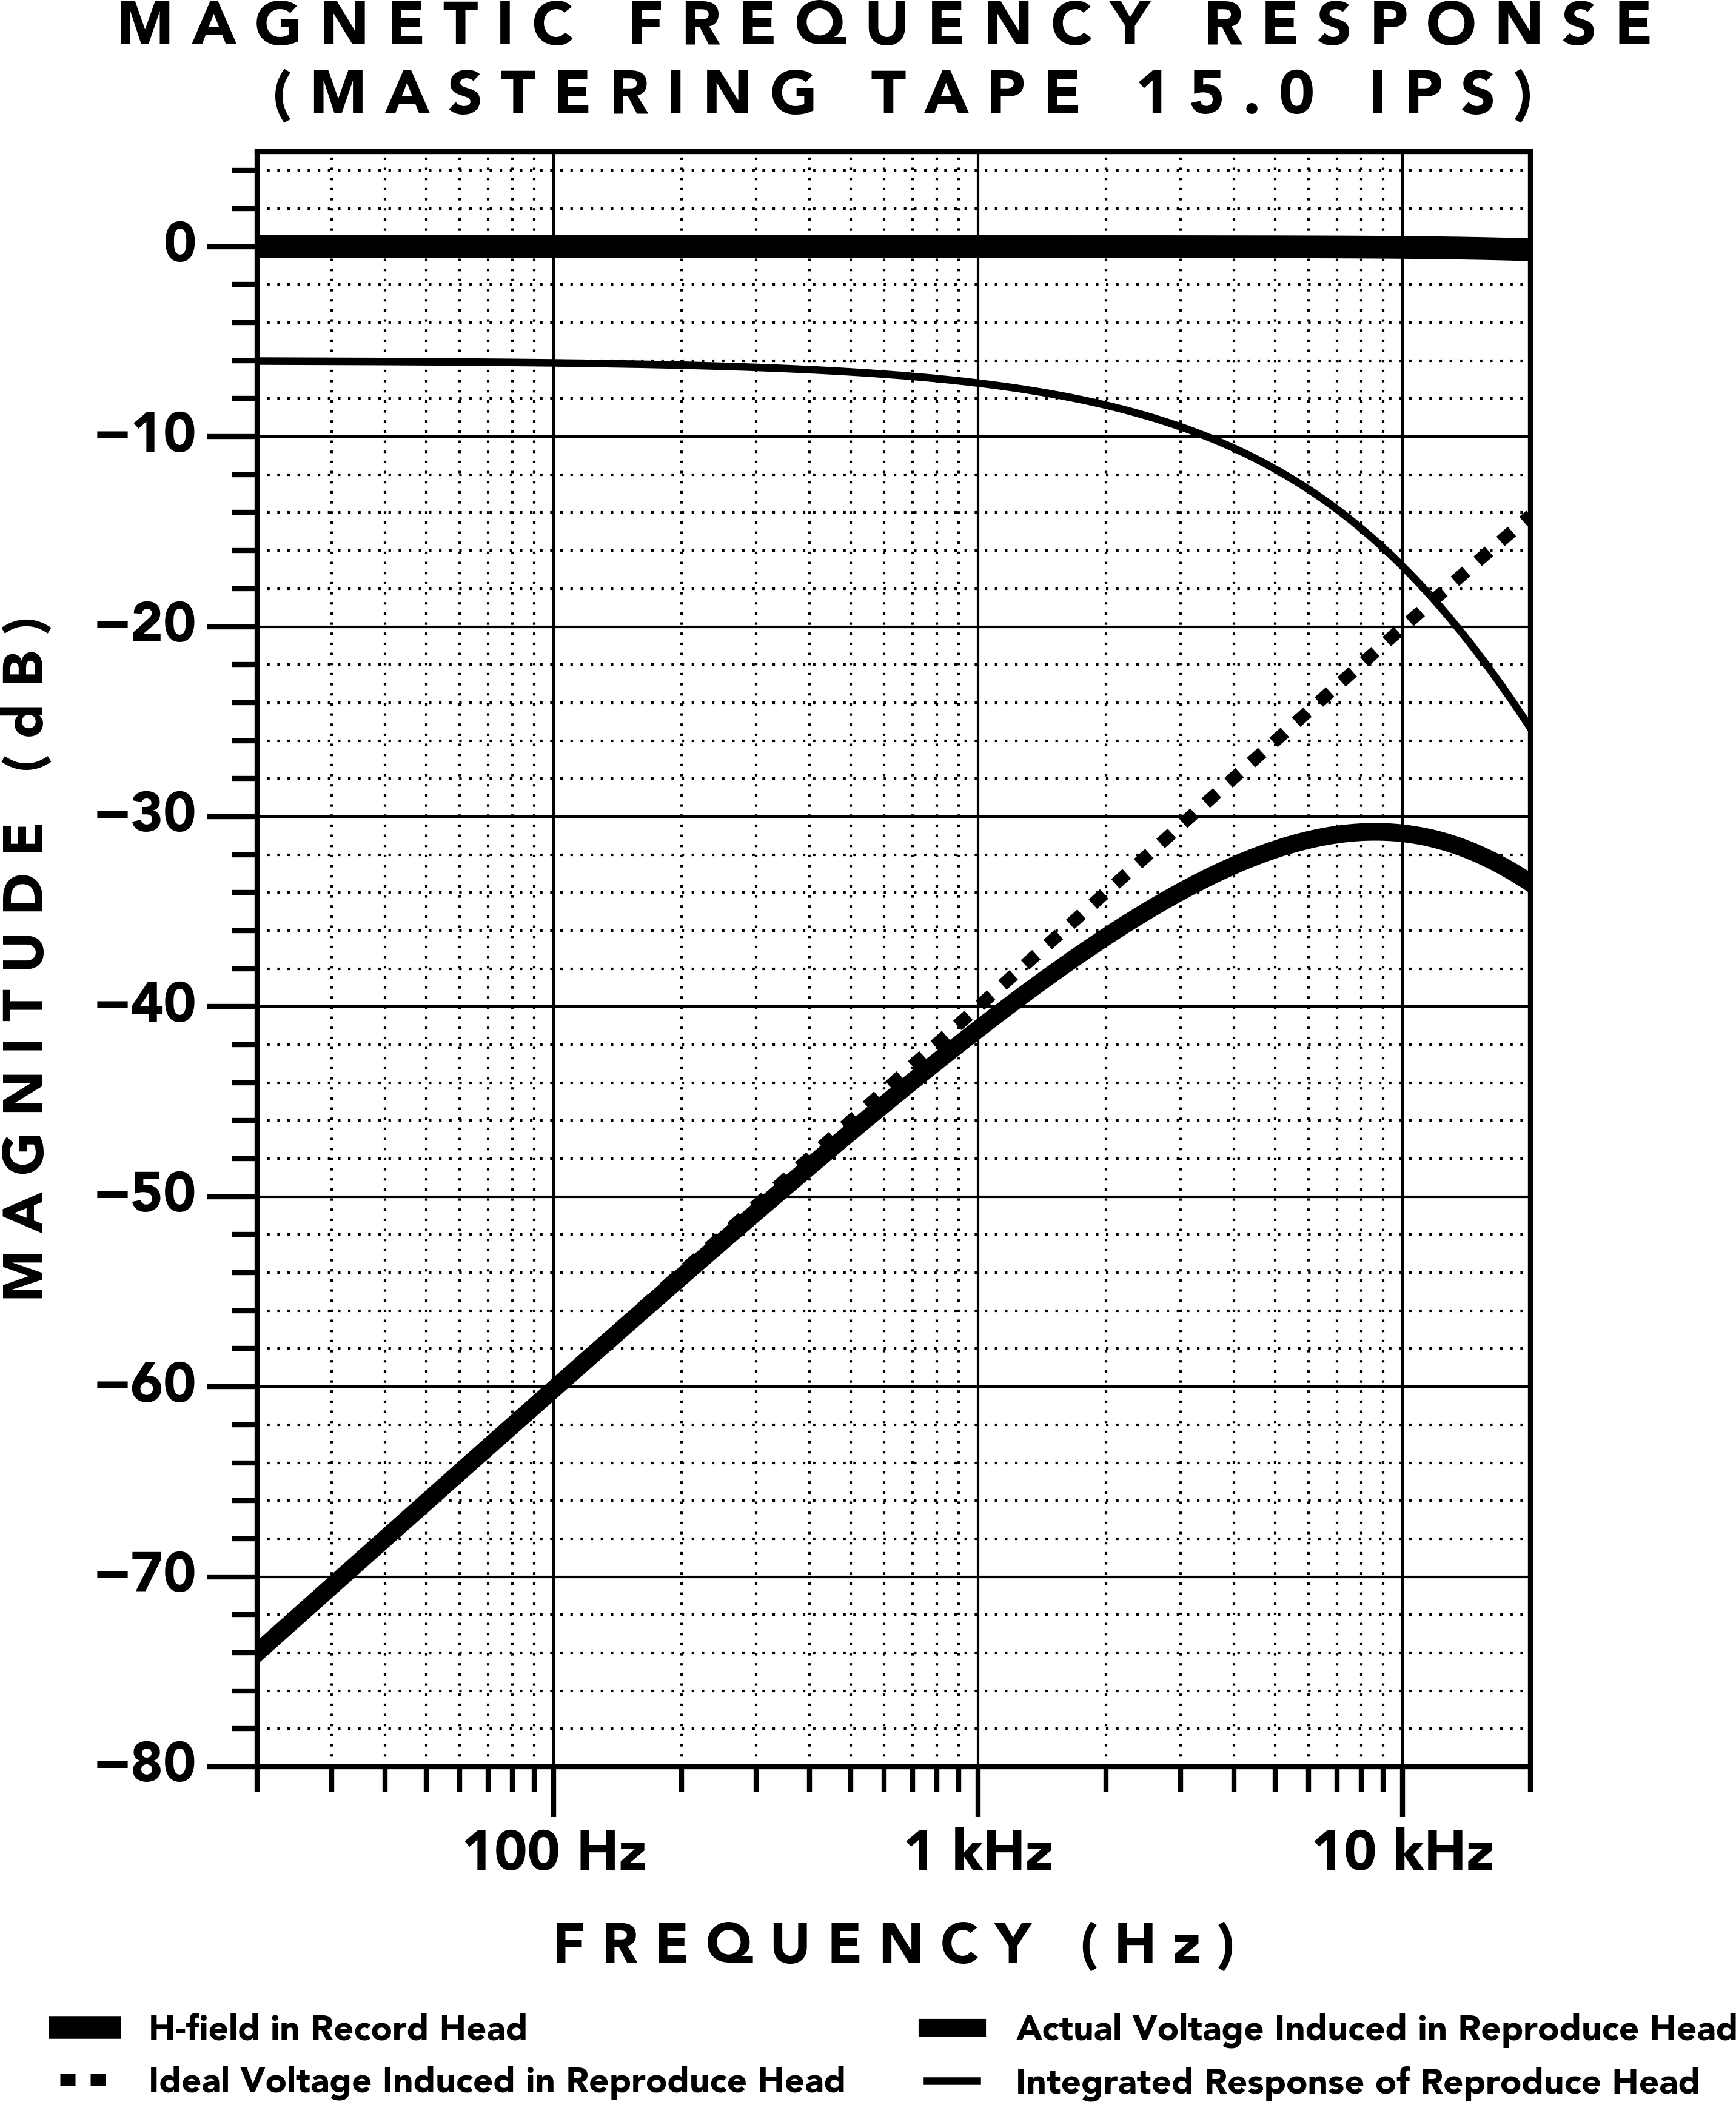 MAGNETIC FREQUENCY RESPONSE
(MASTERING TAPE 15.0 IPS)
MAGNITUDE (dB)
0
−10
−20
−30
−40
−50
−60
−70
−80
100 Hz 1 kHz 10 kHz
FREQUENCY (Hz)
H-field in Record Head
Actual Voltage Induced in Reproduce Head
Ideal Voltage Induced in Reproduce Head
Integrated Response of Reproduce Head